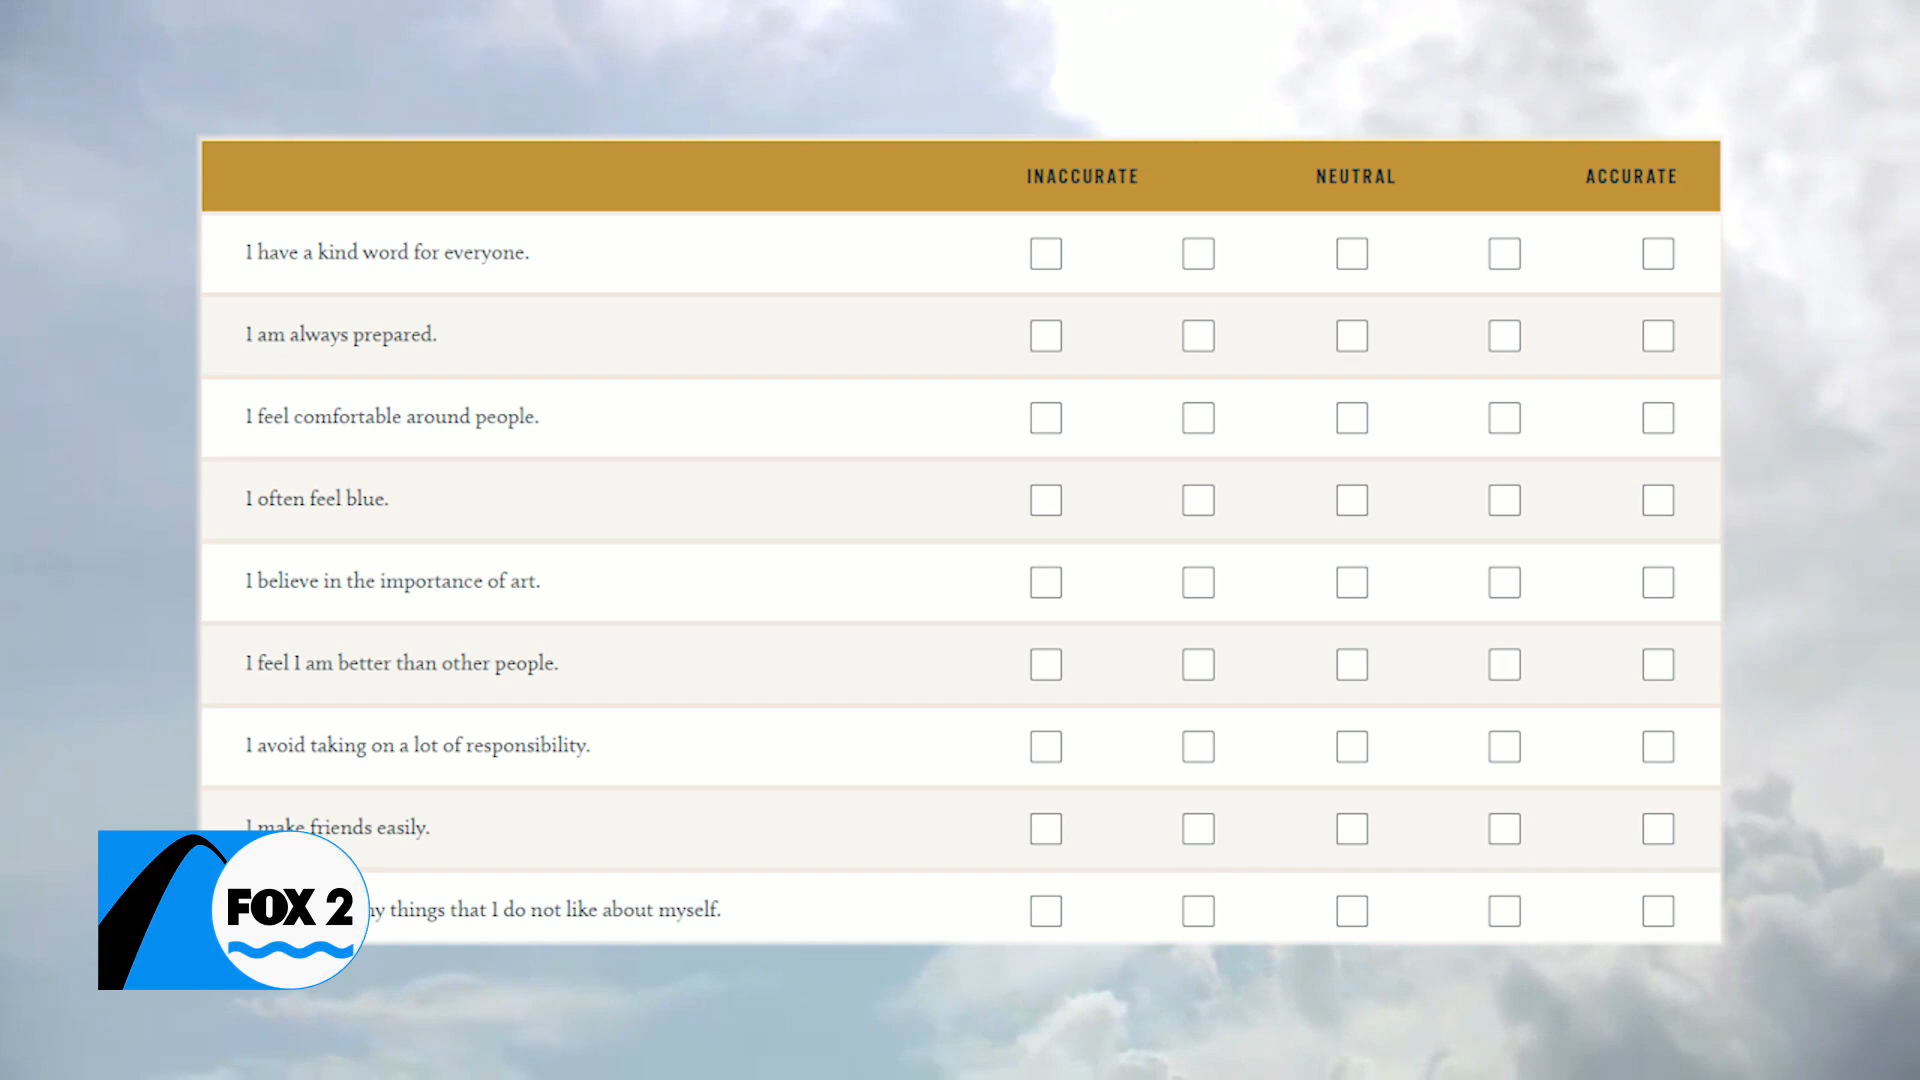 INACCURATE NEUTRAL ACCURATE
I have a kind word for everyone.
I am always prepared.
I feel comfortable around people.
I often feel blue.
I believe in the importance of art.
I feel I am better than other people.
I avoid taking on a lot of responsibility.
I make friends easily.
things that I do not like about myself.
FOX 2